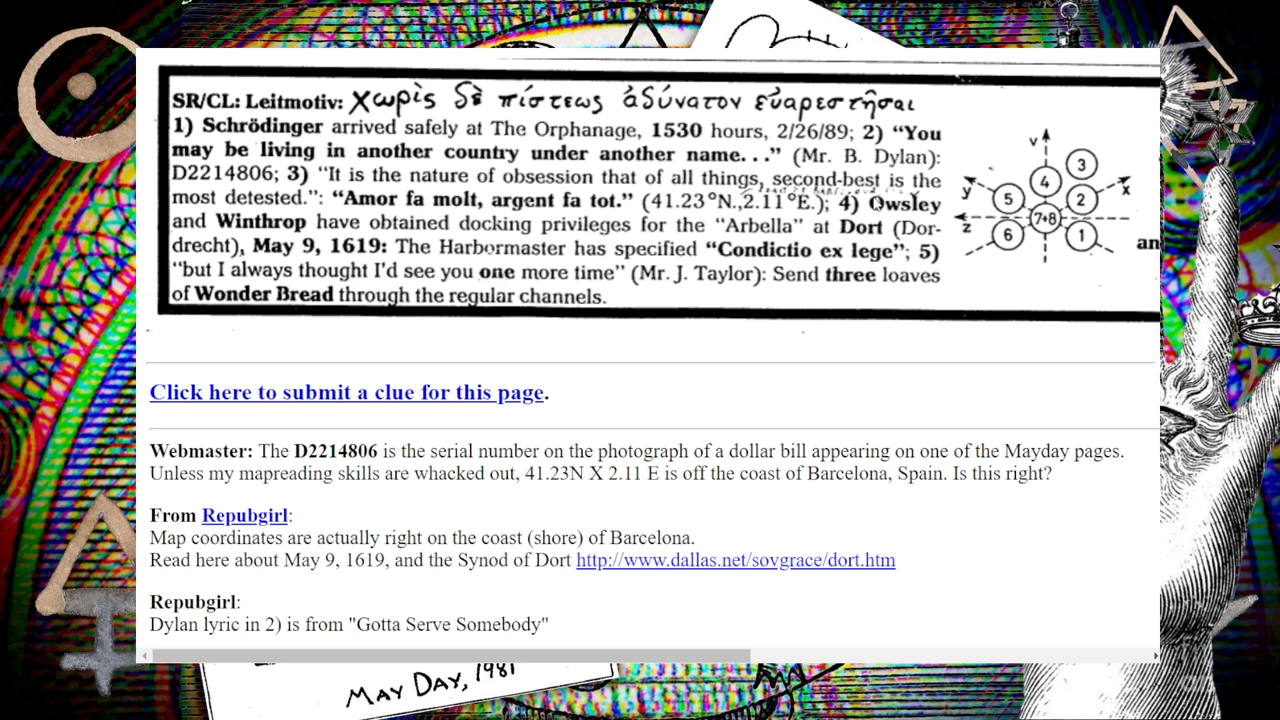 SR/CL: Leitmotiv: χωρὶς δὲ πίστεως ἀδύνατον εὐαρεστῆσαι
1) Schrödinger arrived safely at The Orphanage, 1530 hours, 2/26/89; 2) “You
may be living in another country under another name. . .” (Mr. B. Dylan):
D2214806; 3) “It is the nature of obsession that of all things, second-best is the
most detested.”: “Amor fa molt, argent fa tot.” (41.23°N.,2.11°E.); 4) Owsley
and Winthrop have obtained docking privileges for the “Arbella” at Dort (Dor-
drecht), May 9, 1619: The Harbormaster has specified “Condictio ex lege”; 5)
“but I always thought I’d see you one more time” (Mr. J. Taylor): Send three loaves
of Wonder Bread through the regular channels.
v
3
4
y
x
5
2
z
7+8
6
1
an
Click here to submit a clue for this page.
Webmaster: The D2214806 is the serial number on the photograph of a dollar bill appearing on one of the Mayday pages.
Unless my mapreading skills are whacked out, 41.23N X 2.11 E is off the coast of Barcelona, Spain. Is this right?
From Repubgirl:
Map coordinates are actually right on the coast (shore) of Barcelona.
Read here about May 9, 1619, and the Synod of Dort http://www.dallas.net/sovgrace/dort.htm
Repubgirl:
Dylan lyric in 2) is from "Gotta Serve Somebody"
MAY DAY, 1981